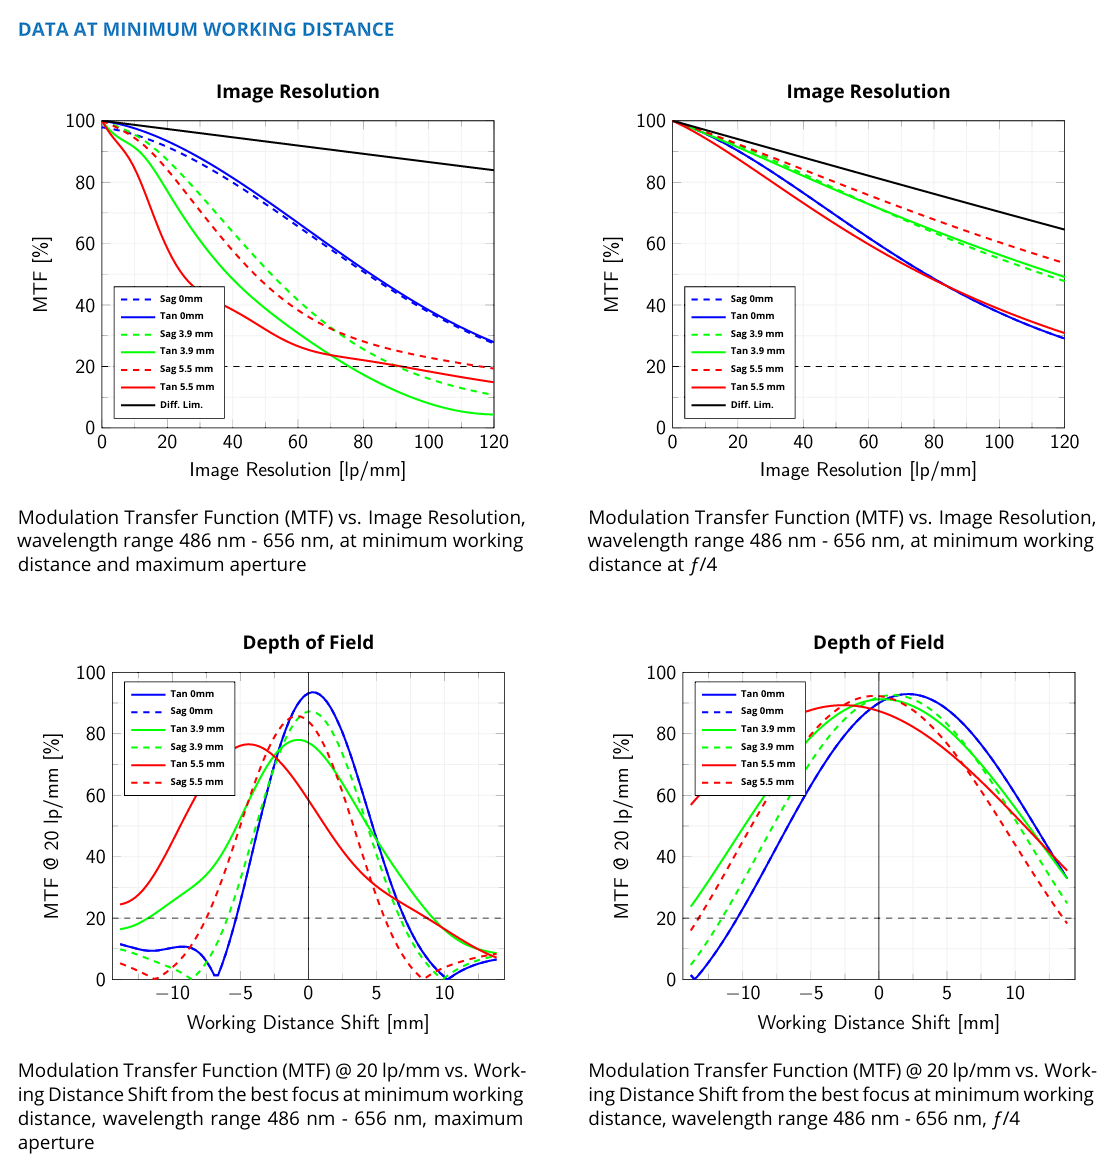 DATA AT MINIMUM WORKING DISTANCE
Image Resolution
100
80
60
40
20
0
MTF [%]
Sag 0mm
Tan 0mm
Sag 3.9 mm
Tan 3.9 mm
Sag 5.5 mm
Tan 5.5 mm
Diff. Lim.
0 20 40 60 80 100 120
Image Resolution [lp/mm]
Modulation Transfer Function (MTF) vs. Image Resolution,
wavelength range 486 nm - 656 nm, at minimum working
distance and maximum aperture
Image Resolution
100
80
60
40
20
0
MTF [%]
Sag 0mm
Tan 0mm
Sag 3.9 mm
Tan 3.9 mm
Sag 5.5 mm
Tan 5.5 mm
Diff. Lim.
0 20 40 60 80 100 120
Image Resolution [lp/mm]
Modulation Transfer Function (MTF) vs. Image Resolution,
wavelength range 486 nm - 656 nm, at minimum working
distance at ƒ/4
Depth of Field
100
80
60
40
20
0
MTF @ 20 lp/mm [%]
Tan 0mm
Sag 0mm
Tan 3.9 mm
Sag 3.9 mm
Tan 5.5 mm
Sag 5.5 mm
−10 −5 0 5 10
Working Distance Shift [mm]
Modulation Transfer Function (MTF) @ 20 lp/mm vs. Work-
ing Distance Shift from the best focus at minimum working
distance, wavelength range 486 nm - 656 nm, maximum
aperture
Depth of Field
100
80
60
40
20
0
MTF @ 20 lp/mm [%]
Tan 0mm
Sag 0mm
Tan 3.9 mm
Sag 3.9 mm
Tan 5.5 mm
Sag 5.5 mm
−10 −5 0 5 10
Working Distance Shift [mm]
Modulation Transfer Function (MTF) @ 20 lp/mm vs. Work-
ing Distance Shift from the best focus at minimum working
distance, wavelength range 486 nm - 656 nm, ƒ/4